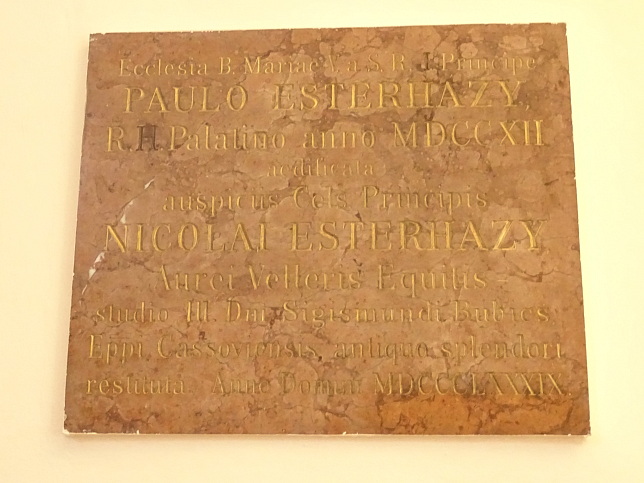 Ecclesia B. Mariae V. a S. R. I. Principe
PAULO ESTERHAZY,
R. H. Palatino anno MDCCXII
aedificata
auspiciis Cels Principis
NICOLAI ESTERHAZY
Aurei Velleris Equitis
studio Ill. Dni Sigismundi Bubics,
Eppi, Cassoviensis, antiquo splendori
restituta. Anno Domini MDCCCLXXXIX.